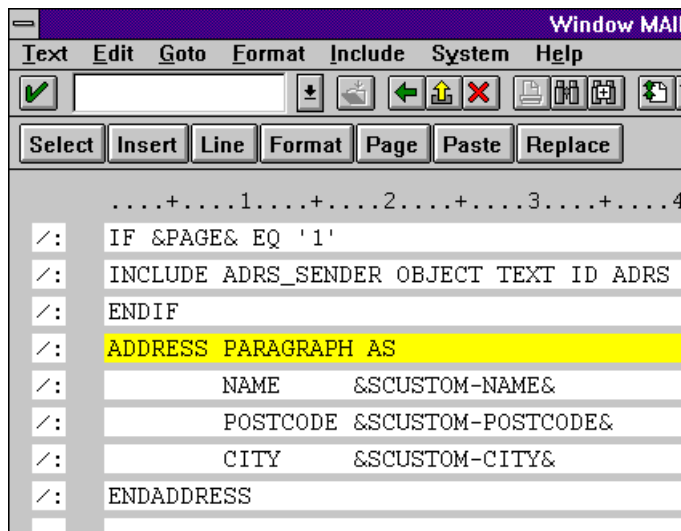 Window MAI
Text Edit Goto Format Include System Help
Select Insert Line Format Page Paste Replace
....+....1....+....2....+....3....+....4
/: IF &PAGE& EQ '1'
/: INCLUDE ADRS_SENDER OBJECT TEXT ID ADRS
/: ENDIF
/: ADDRESS PARAGRAPH AS
/: NAME &SCUSTOM-NAME&
/: POSTCODE &SCUSTOM-POSTCODE&
/: CITY &SCUSTOM-CITY&
/: ENDADDRESS